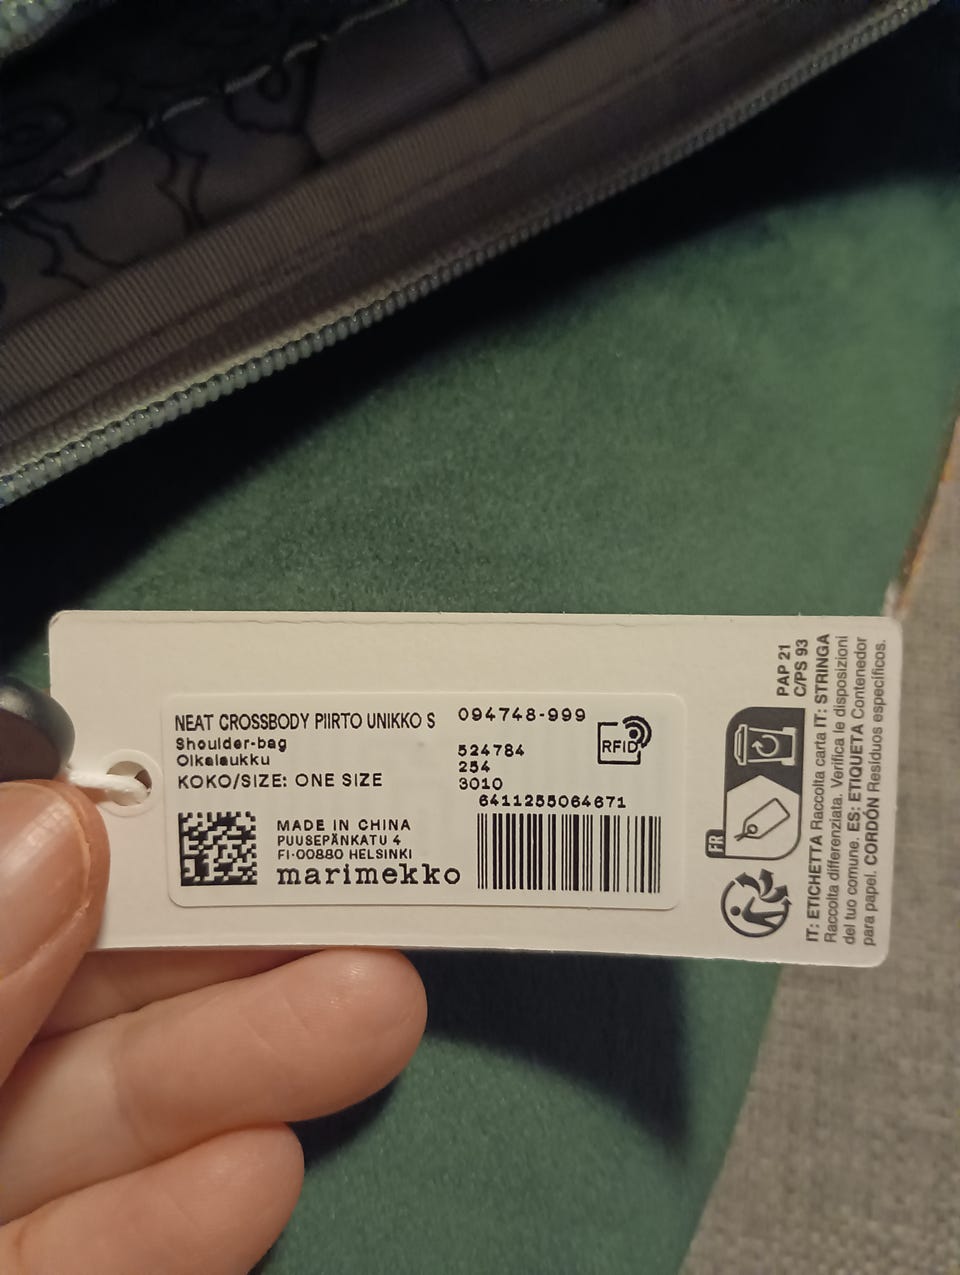 NEAT CROSSBODY PIIRTO UNIKKO S
Shoulder-bag
Olkalaukku
KOKO/SIZE: ONE SIZE
094748-999
524784
254
3010
6411255064671
RFID
MADE IN CHINA
PUUSEPÄNKATU 4
FI-00880 HELSINKI
marimekko
PAP 21
C/PS 93
FR
IT: ETICHETTA Raccolta carta IT: STRINGA
Raccolta differenziata. Verifica le disposizioni
del tuo comune. ES: ETIQUETA Contenedor
para papel. CORDÓN Residuos específicos.